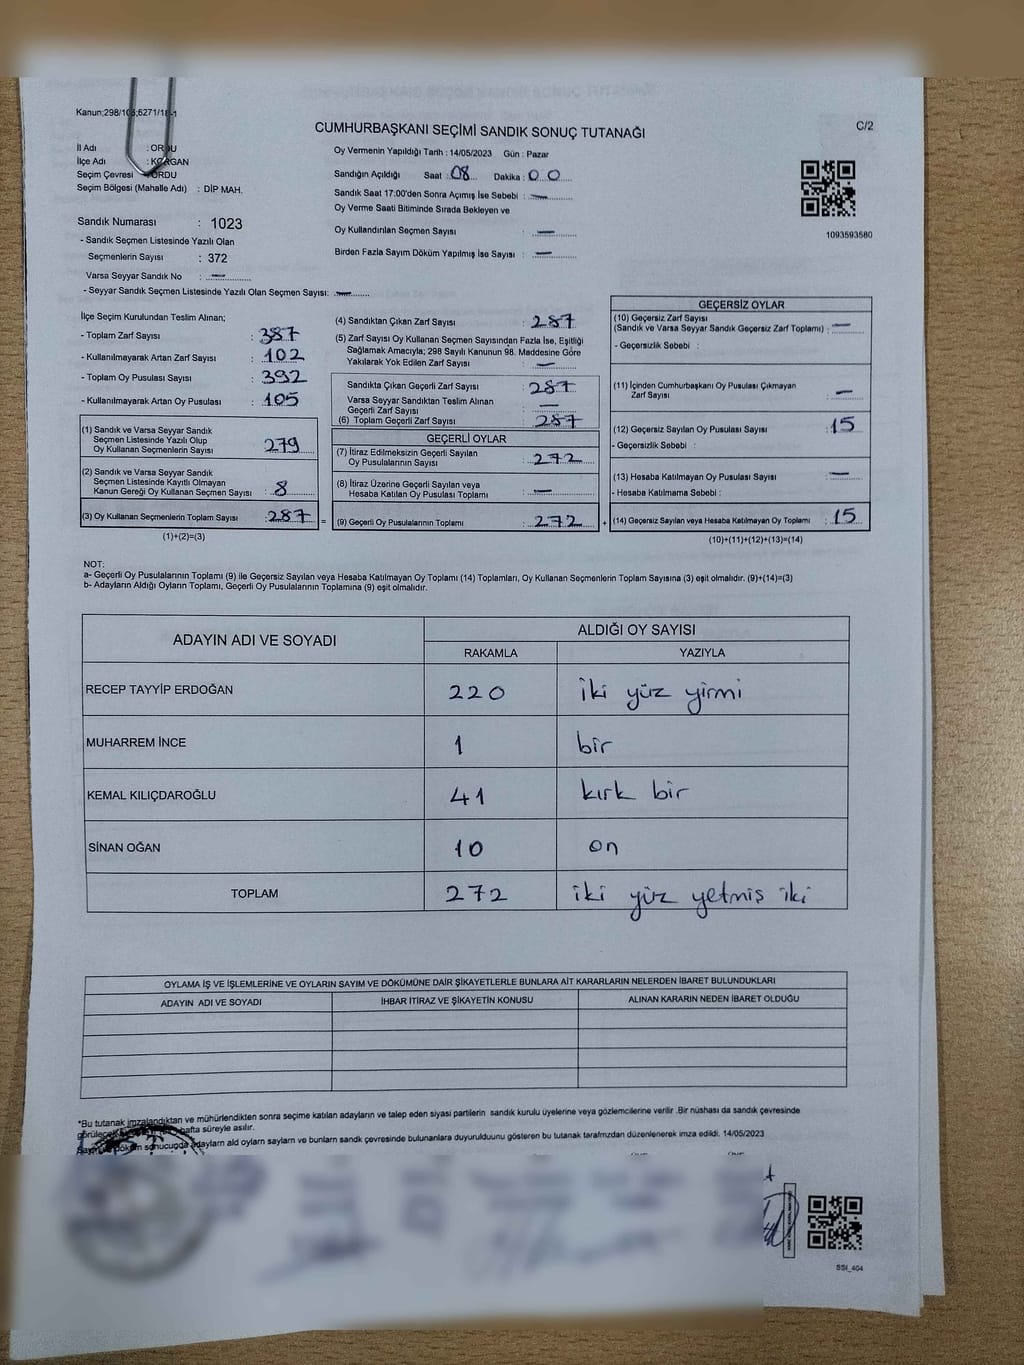 Kanun;298/105;6271/18-1
CUMHURBAŞKANI SEÇİMİ SANDIK SONUÇ TUTANAĞI
C/2
İl Adı : ORDU
İlçe Adı : KORGAN
Seçim Çevresi : ORDU
Seçim Bölgesi (Mahalle Adı) : DİP MAH.
Sandık Numarası : 1023
- Sandık Seçmen Listesinde Yazılı Olan
Seçmenlerin Sayısı : 372
Varsa Seyyar Sandık No : —
- Seyyar Sandık Seçmen Listesinde Yazılı Olan Seçmen Sayısı: —
Oy Vermenin Yapıldığı Tarih : 14/05/2023 Gün : Pazar
Sandığın Açıldığı Saat : 08 Dakika : 00
Sandık Saat 17:00'den Sonra Açımış İse Sebebi : —
Oy Verme Saati Bitiminde Sırada Bekleyen ve
Oy Kullandırılan Seçmen Sayısı : —
Birden Fazla Sayım Döküm Yapılmış İse Sayısı : —
1093593580
İlçe Seçim Kurulundan Teslim Alınan;
- Toplam Zarf Sayısı : 387
- Kullanılmayarak Artan Zarf Sayısı : 102
- Toplam Oy Pusulası Sayısı : 392
- Kullanılmayarak Artan Oy Pusulası : 105
(1) Sandık ve Varsa Seyyar Sandık
Seçmen Listesinde Yazılı Olup
Oy Kullanan Seçmenlerin Sayısı : 279
(2) Sandık ve Varsa Seyyar Sandık
Seçmen Listesinde Kayıtlı Olmayan
Kanun Gereği Oy Kullanan Seçmen Sayısı : 8
(3) Oy Kullanan Seçmenlerin Toplam Sayısı : 287 =
(1)+(2)=(3)
(4) Sandıktan Çıkan Zarf Sayısı : 287
(5) Zarf Sayısı Oy Kullanan Seçmen Sayısından Fazla İse, Eşitliği
Sağlamak Amacıyla; 298 Sayılı Kanunun 98. Maddesine Göre
Yakılarak Yok Edilen Zarf Sayısı : —
Sandıkta Çıkan Geçerli Zarf Sayısı : 287
Varsa Seyyar Sandıktan Teslim Alınan
Geçerli Zarf Sayısı : —
(6) Toplam Geçerli Zarf Sayısı : 287
GEÇERLİ OYLAR
(7) İtiraz Edilmeksizin Geçerli Sayılan
Oy Pusulalarının Sayısı : 272
(8) İtiraz Üzerine Geçerli Sayılan veya
Hesaba Katılan Oy Pusulası Toplamı : —
(9) Geçerli Oy Pusulalarının Toplamı : 272 +
GEÇERSİZ OYLAR
(10) Geçersiz Zarf Sayısı
(Sandık ve Varsa Seyyar Sandık Geçersiz Zarf Toplamı) : —
- Geçersizlik Sebebi :
(11) İçinden Cumhurbaşkanı Oy Pusulası Çıkmayan
Zarf Sayısı : —
(12) Geçersiz Sayılan Oy Pusulası Sayısı : 15
- Geçersizlik Sebebi :
(13) Hesaba Katılmayan Oy Pusulası Sayısı : —
- Hesaba Katılmama Sebebi :
(14) Geçersiz Sayılan veya Hesaba Katılmayan Oy Toplamı : 15
(10)+(11)+(12)+(13)=(14)
NOT:
a- Geçerli Oy Pusulalarının Toplamı (9) ile Geçersiz Sayılan veya Hesaba Katılmayan Oy Toplamı (14) Toplamları, Oy Kullanan Seçmenlerin Toplam Sayısına (3) eşit olmalıdır. (9)+(14)=(3)
b- Adayların Aldığı Oyların Toplamı, Geçerli Oy Pusulalarının Toplamına (9) eşit olmalıdır.
ADAYIN ADI VE SOYADI ALDIĞI OY SAYISI
RAKAMLA YAZIYLA
RECEP TAYYİP ERDOĞAN 220 iki yüz yirmi
MUHARREM İNCE 1 bir
KEMAL KILIÇDAROĞLU 41 kırk bir
SİNAN OĞAN 10 on
TOPLAM 272 iki yüz yetmiş iki
OYLAMA İŞ VE İŞLEMLERİNE VE OYLARIN SAYIM VE DÖKÜMÜNE DAİR ŞİKAYETLERLE BUNLARA AİT KARARLARIN NELERDEN İBARET BULUNDUKLARI
ADAYIN ADI VE SOYADI İHBAR İTİRAZ VE ŞİKAYETİN KONUSU ALINAN KARARIN NEDEN İBARET OLDUĞU
*Bu tutanak imzalandıktan ve mühürlendikten sonra seçime katılan adayların ve talep eden siyasi partilerin sandık kurulu üyelerine veya gözlemcilerine verilir .Bir nüshası da sandık çevresinde
hafta süreyle asılır.
sonucuçda adaylarn ald oylarn saylarn ve bunlarn sandk çevresinde bulunanlara duyurulduunu gösteren bu tutanak tarafımzdan düzenlenerek imza edildi. 14/05/2023
SSI_404